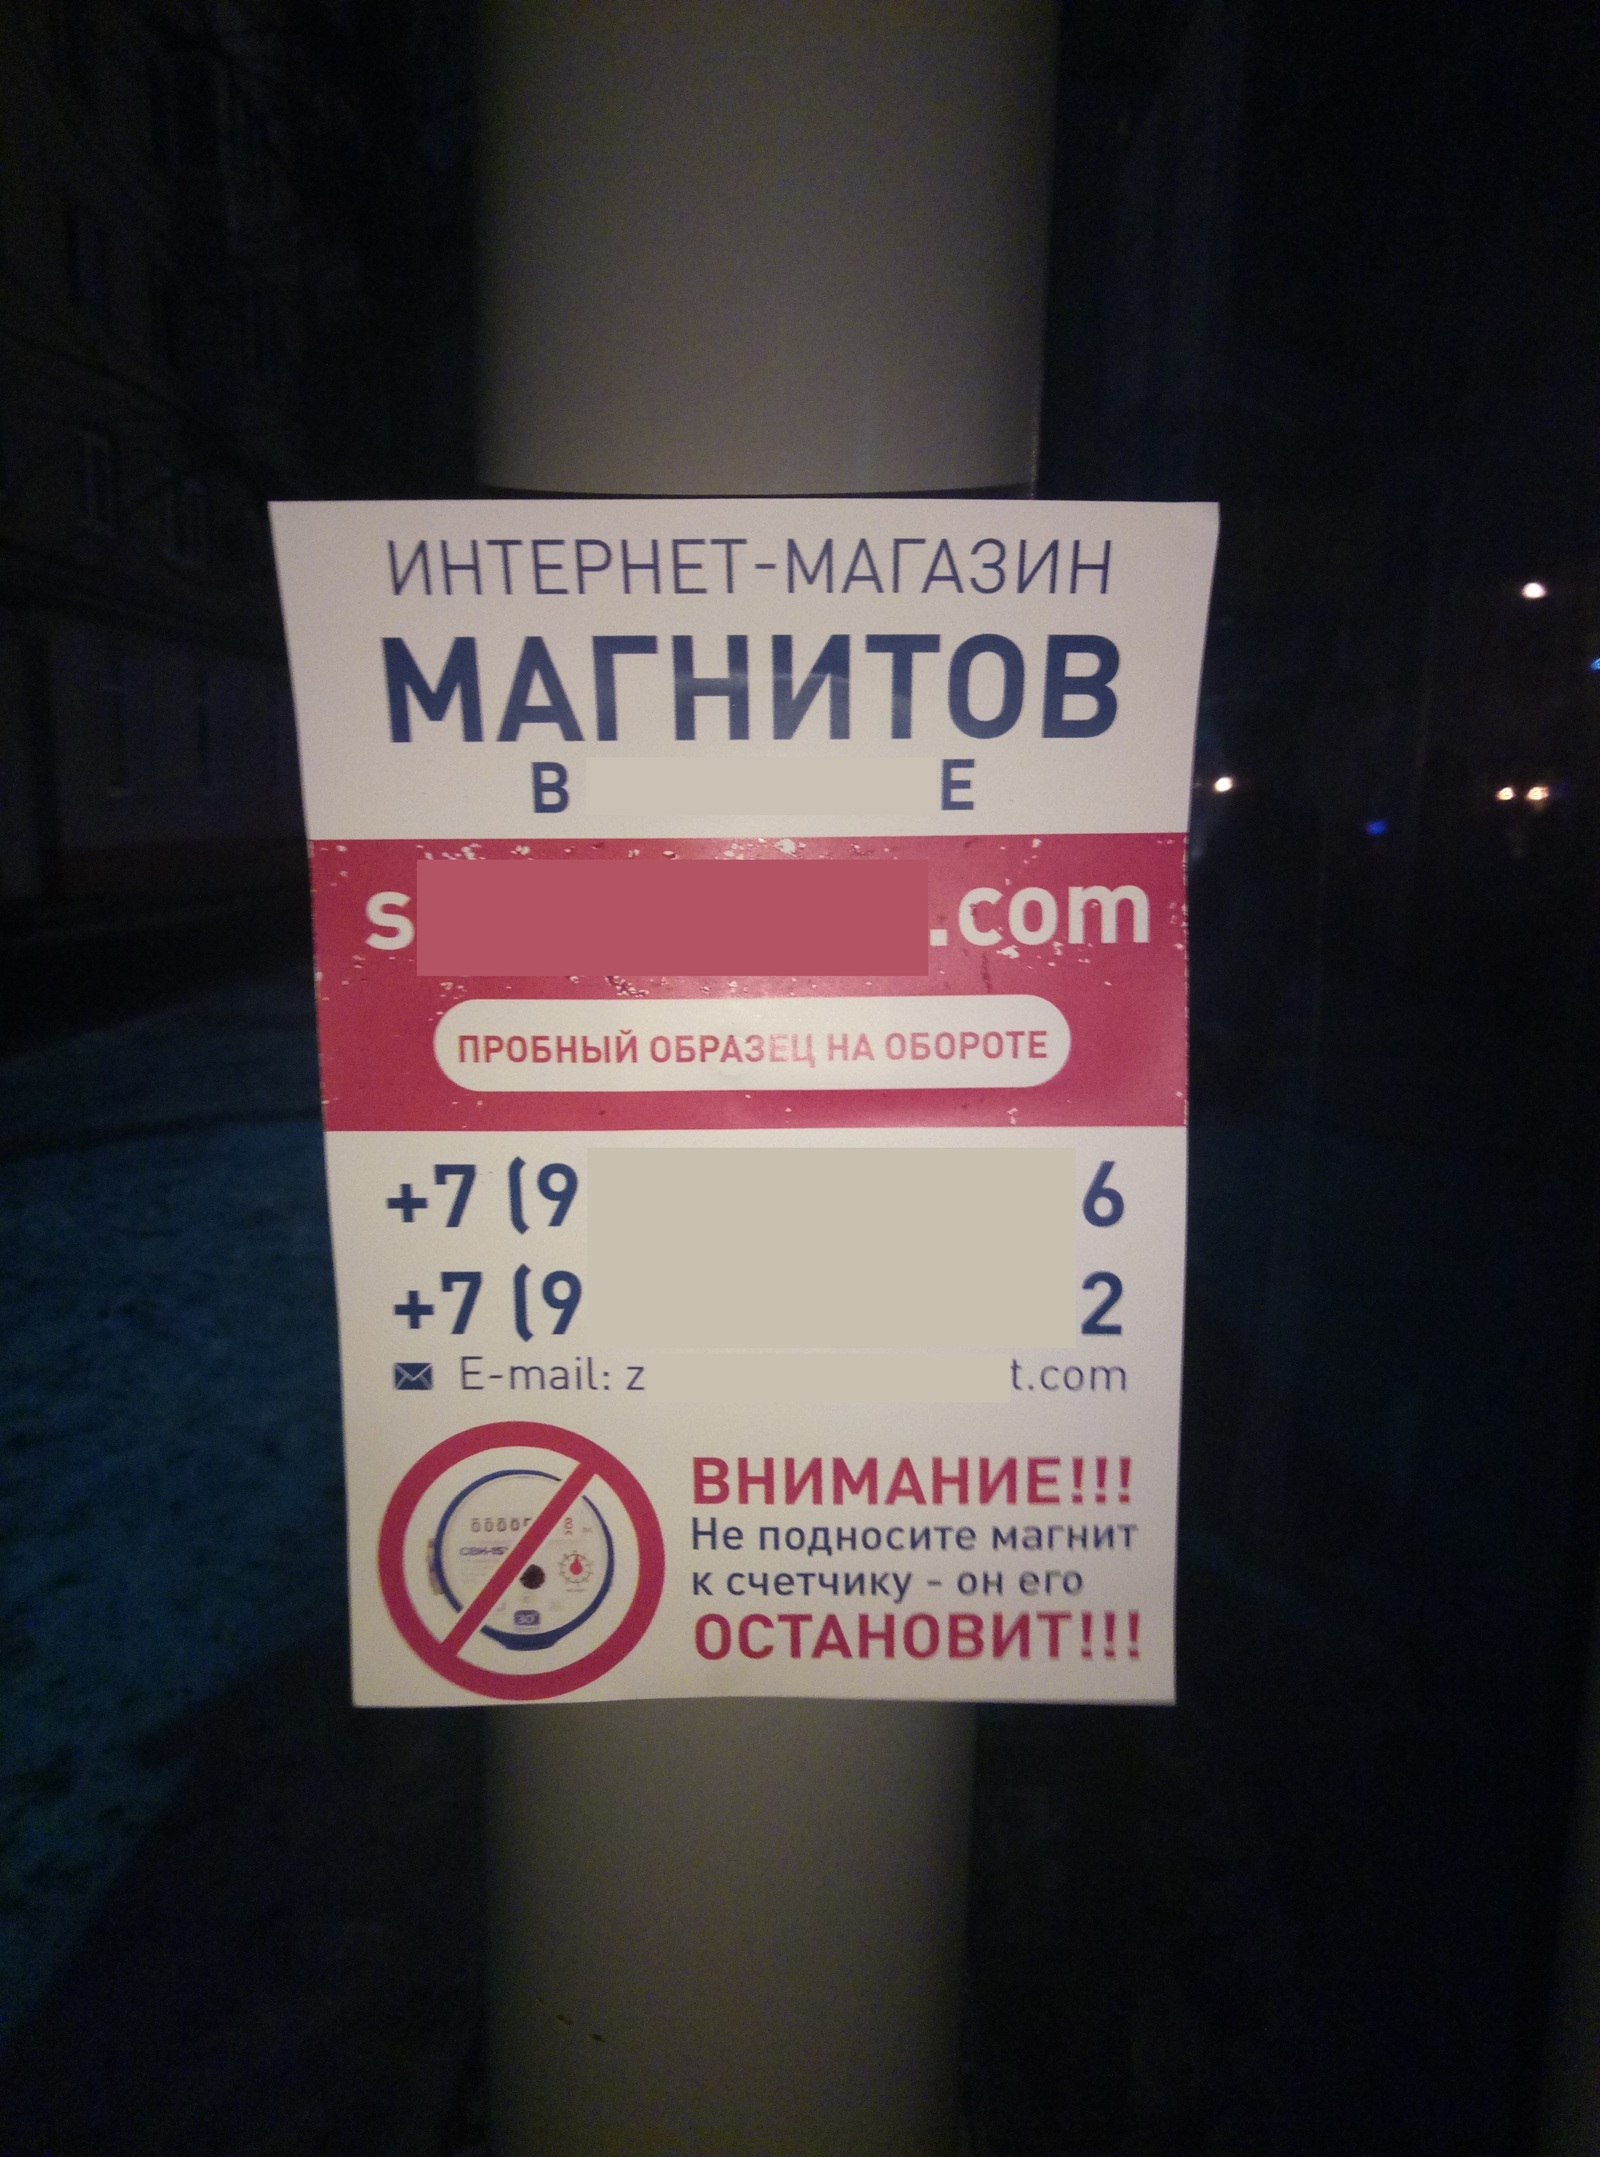 ИНТЕРНЕТ-МАГАЗИН
МАГНИТОВ
В Е
s .com
ПРОБНЫЙ ОБРАЗЕЦ НА ОБОРОТЕ
+7 (9 6
+7 (9 2
E-mail: z t.com
ВНИМАНИЕ!!!
Не подносите магнит
к счетчику - он его
ОСТАНОВИТ!!!